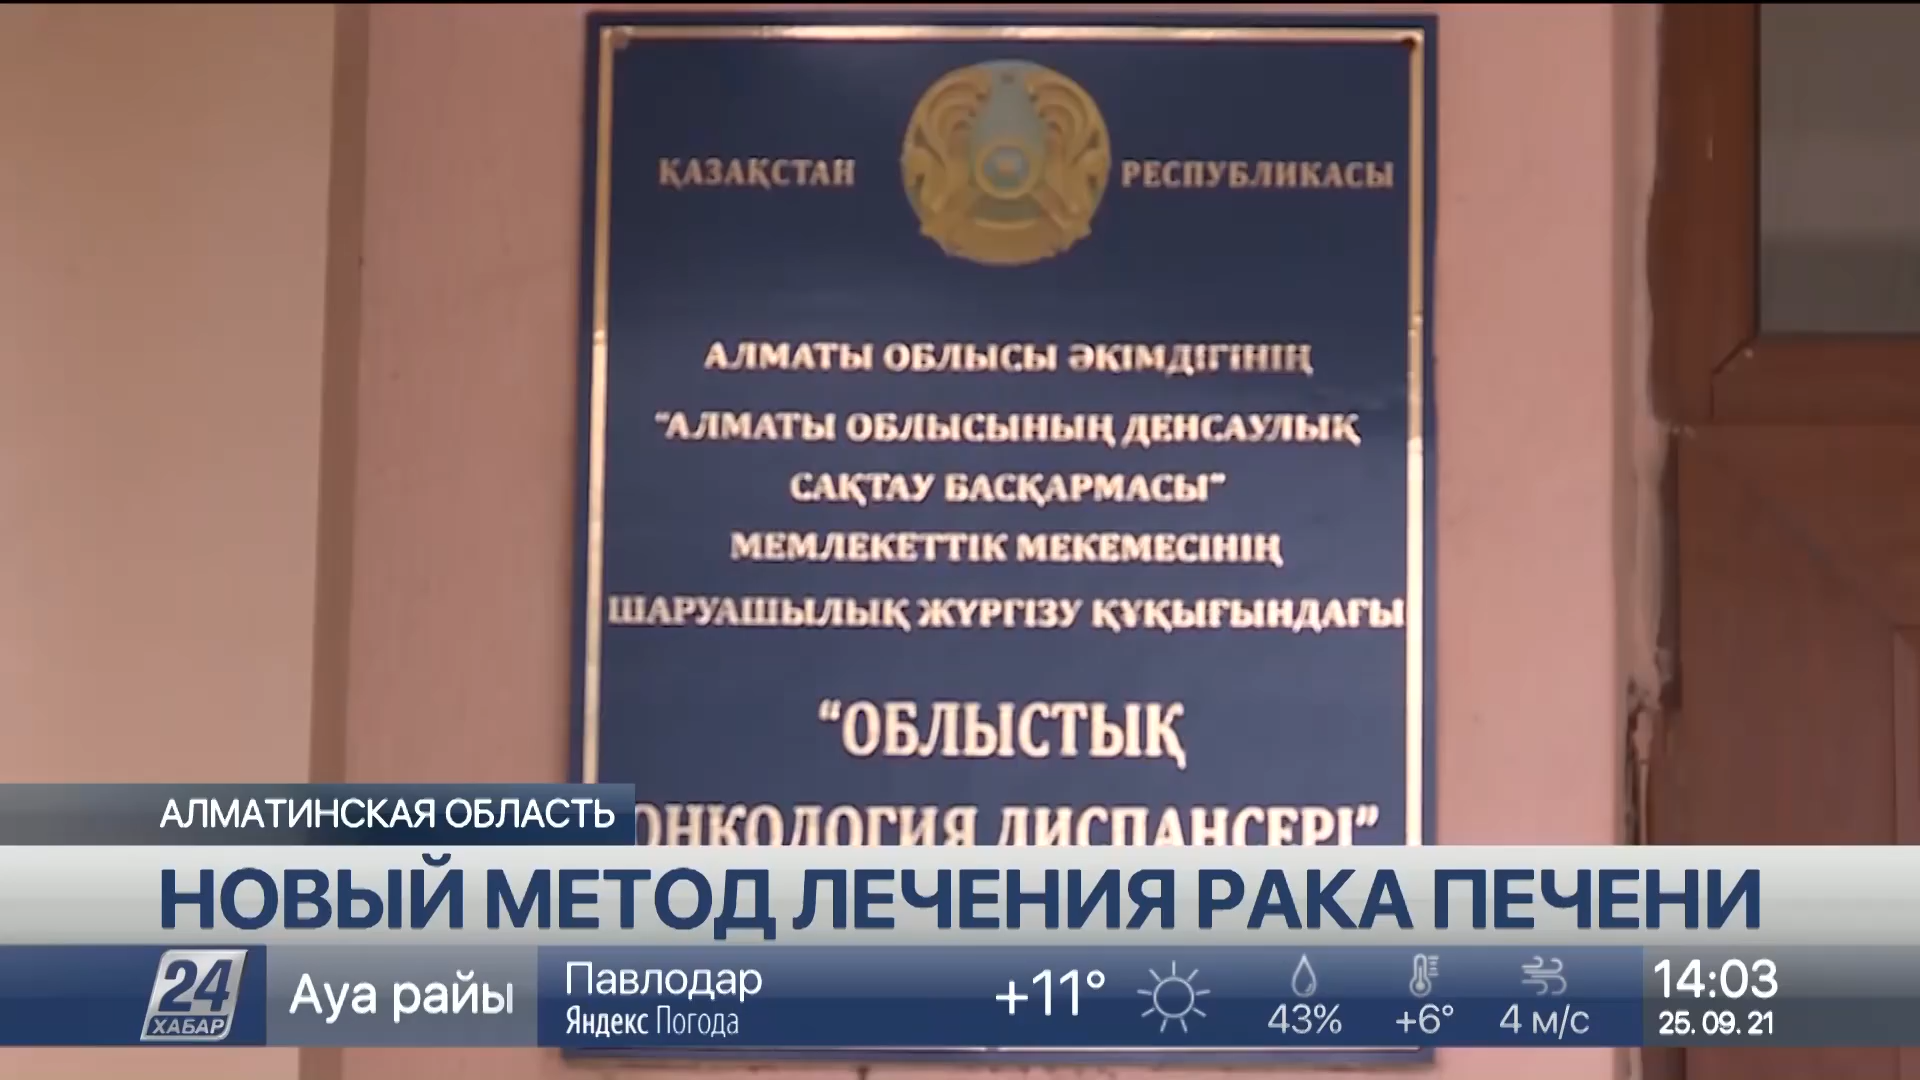 ҚАЗАҚСТАН РЕСПУБЛИКАСЫ
АЛМАТЫ ОБЛЫСЫ ӘКІМДІГІНІҢ
“АЛМАТЫ ОБЛЫСЫНЫҢ ДЕНСАУЛЫҚ
САҚТАУ БАСҚАРМАСЫ”
МЕМЛЕКЕТТІК МЕКЕМЕСІНІҢ
ШАРУАШЫЛЫҚ ЖҮРГІЗУ ҚҰҚЫҒЫНДАҒЫ
“ОБЛЫСТЫҚ
ОНКОЛОГИЯ ДИСПАНСЕРІ”
АЛМАТИНСКАЯ ОБЛАСТЬ
НОВЫЙ МЕТОД ЛЕЧЕНИЯ РАКА ПЕЧЕНИ
24
ХАБАР
Ауа райы
Павлодар
Яндекс Погода
+11°
43%
+6°
4 м/с
14:03
25. 09. 21